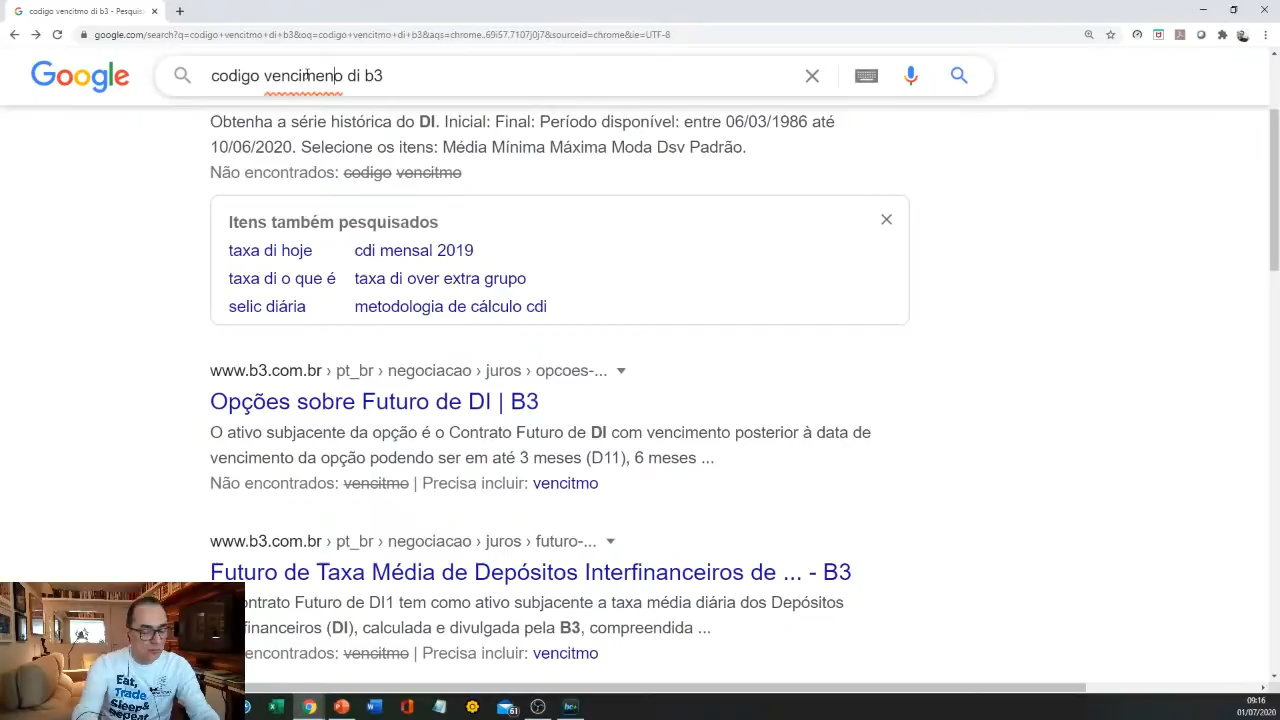 codigo vencitmo di b3 - Pesquis
google.com/search?q=codigo+vencitmo+di+b3&oq=codigo+vencitmo+di+b3&aqs=chrome..69i57.7107j0j7&sourceid=chrome&ie=UTF-8
Google
codigo vencimeno di b3
Obtenha a série histórica do DI. Inicial: Final: Período disponível: entre 06/03/1986 até
10/06/2020. Selecione os itens: Média Mínima Máxima Moda Dsv Padrão.
Não encontrados: codigo vencitmo
Itens também pesquisados
taxa di hoje cdi mensal 2019
taxa di o que é taxa di over extra grupo
selic diária metodologia de cálculo cdi
www.b3.com.br › pt_br › negociacao › juros › opcoes-...
Opções sobre Futuro de DI | B3
O ativo subjacente da opção é o Contrato Futuro de DI com vencimento posterior à data de
vencimento da opção podendo ser em até 3 meses (D11), 6 meses ...
Não encontrados: vencitmo | Precisa incluir: vencitmo
www.b3.com.br › pt_br › negociacao › juros › futuro-...
Futuro de Taxa Média de Depósitos Interfinanceiros de ... - B3
ontrato Futuro de DI1 tem como ativo subjacente a taxa média diária dos Depósitos
financeiros (DI), calculada e divulgada pela B3, compreendida ...
encontrados: vencitmo | Precisa incluir: vencitmo
Eat,
Trade
Sleep&
Repeat
61
09:16
01/07/2020